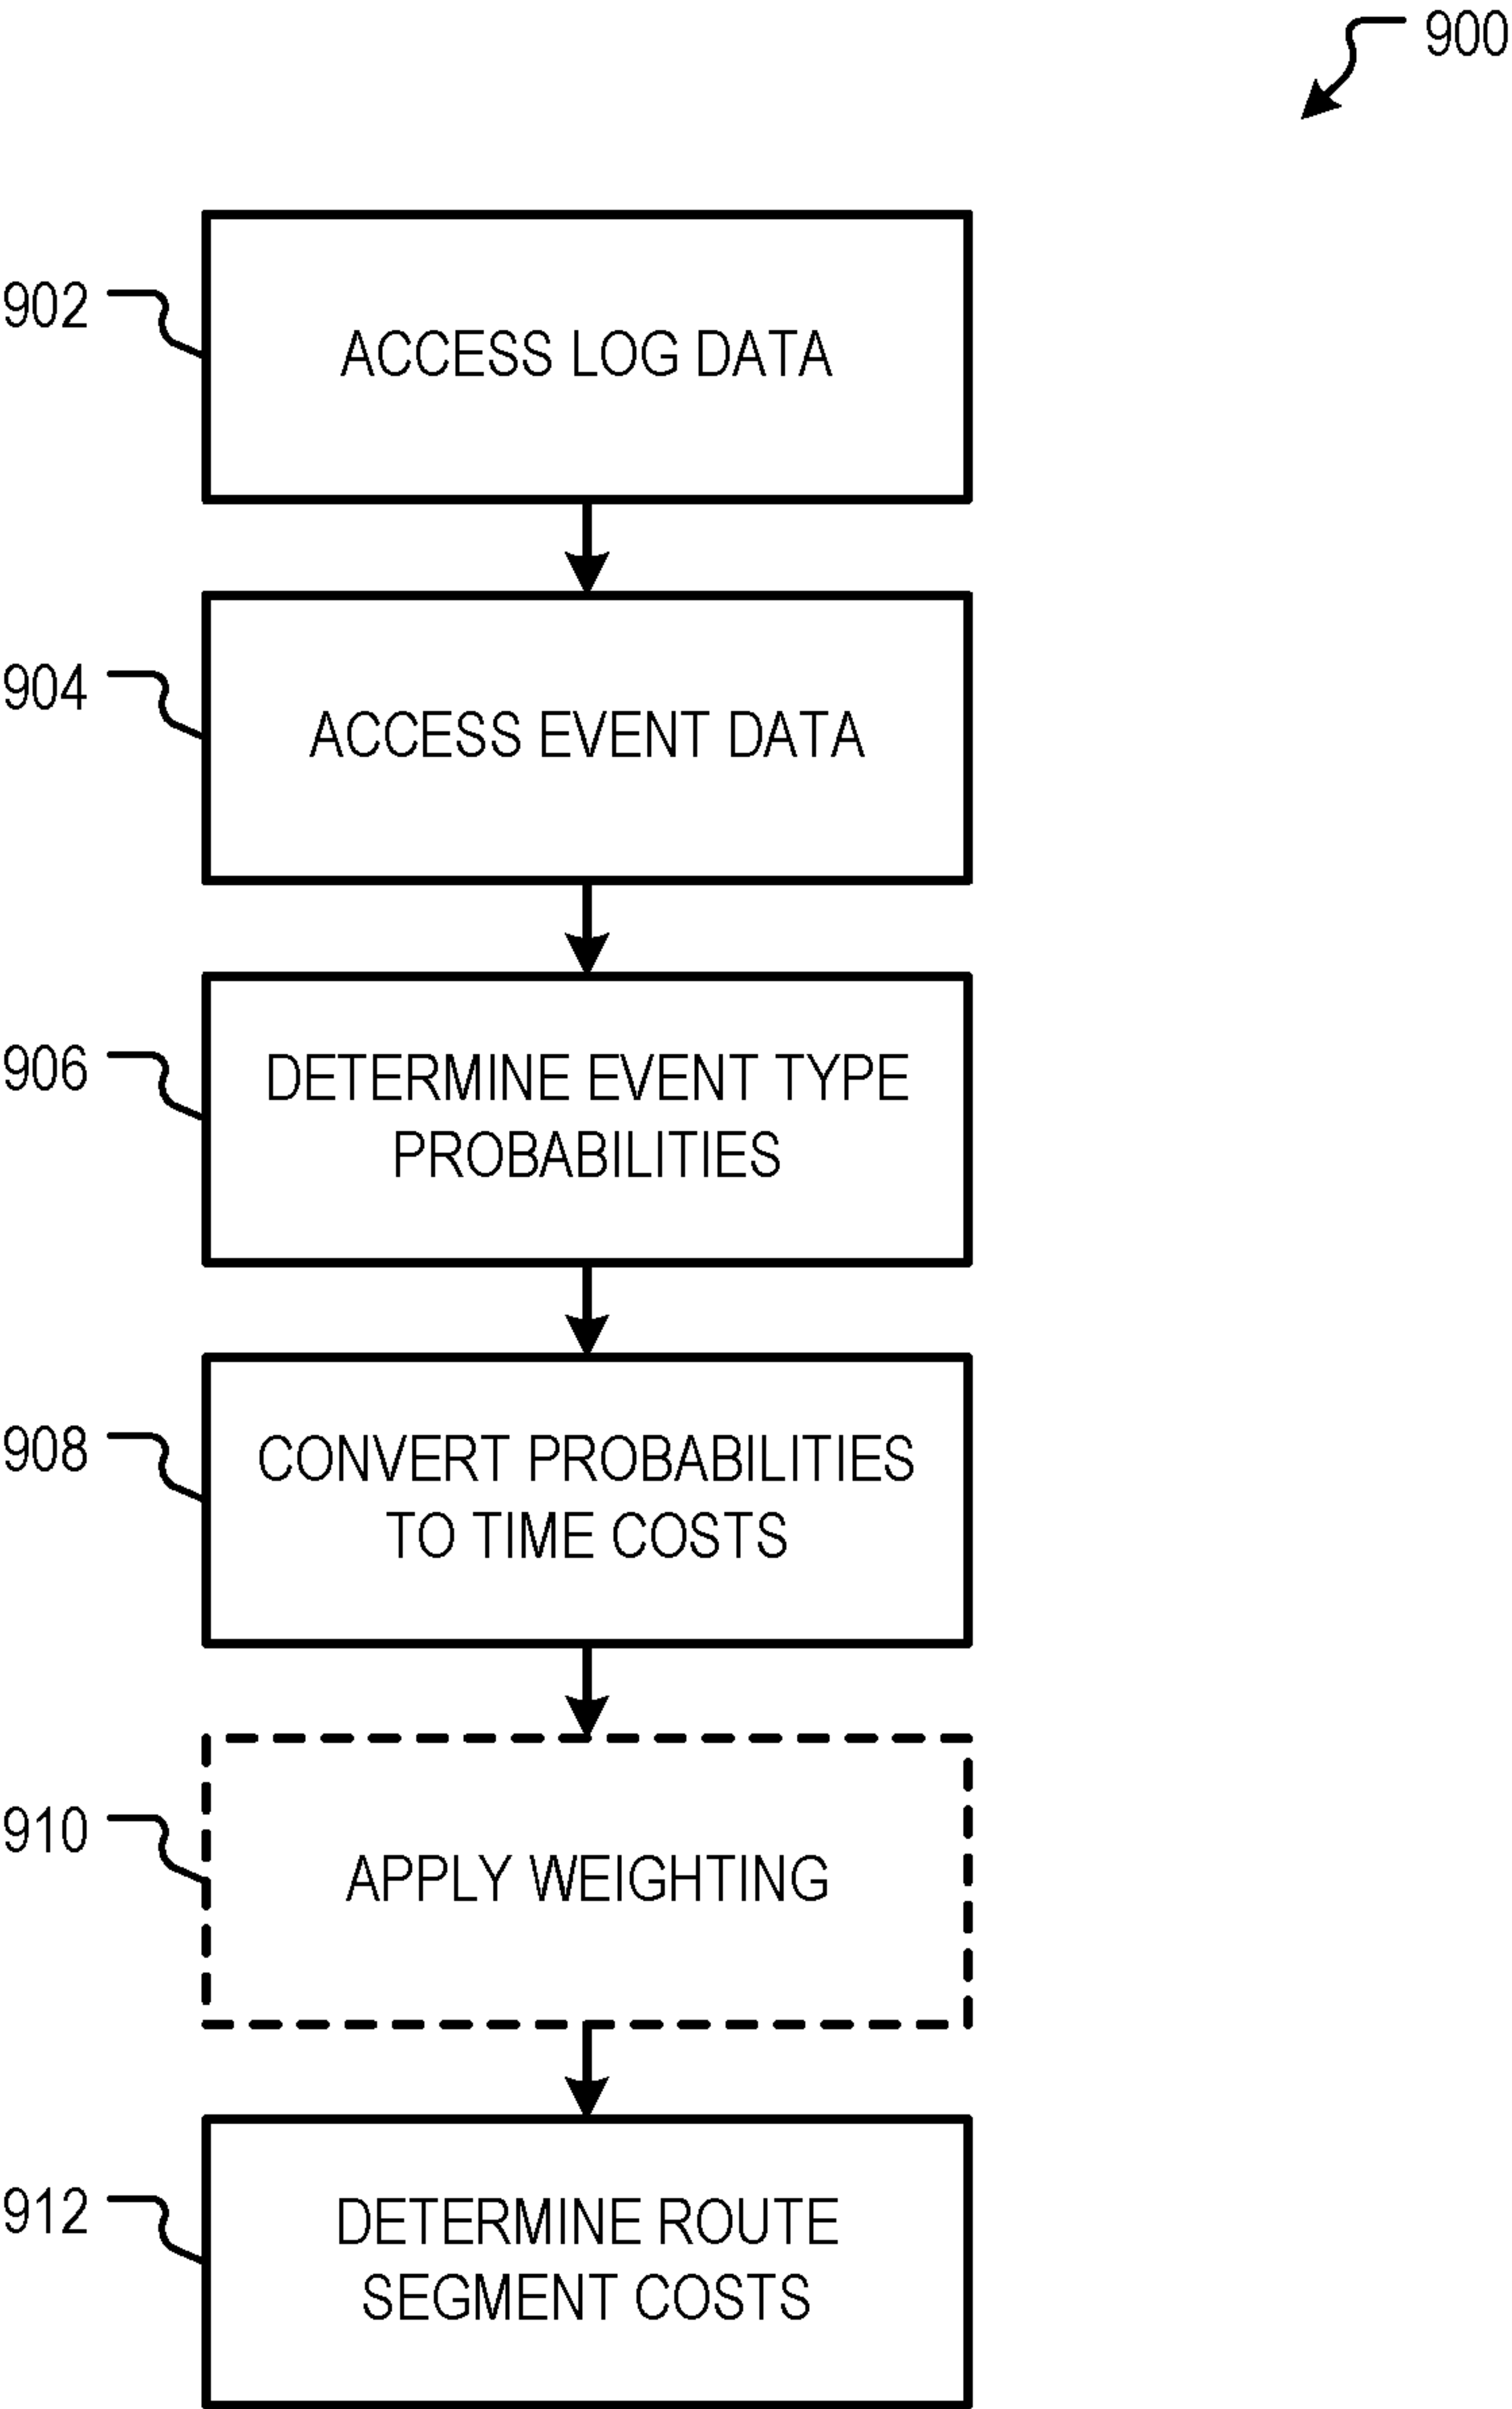 900
902
ACCESS LOG DATA
904
ACCESS EVENT DATA
906
DETERMINE EVENT TYPE
PROBABILITIES
908
CONVERT PROBABILITIES
TO TIME COSTS
910
APPLY WEIGHTING
912
DETERMINE ROUTE
SEGMENT COSTS